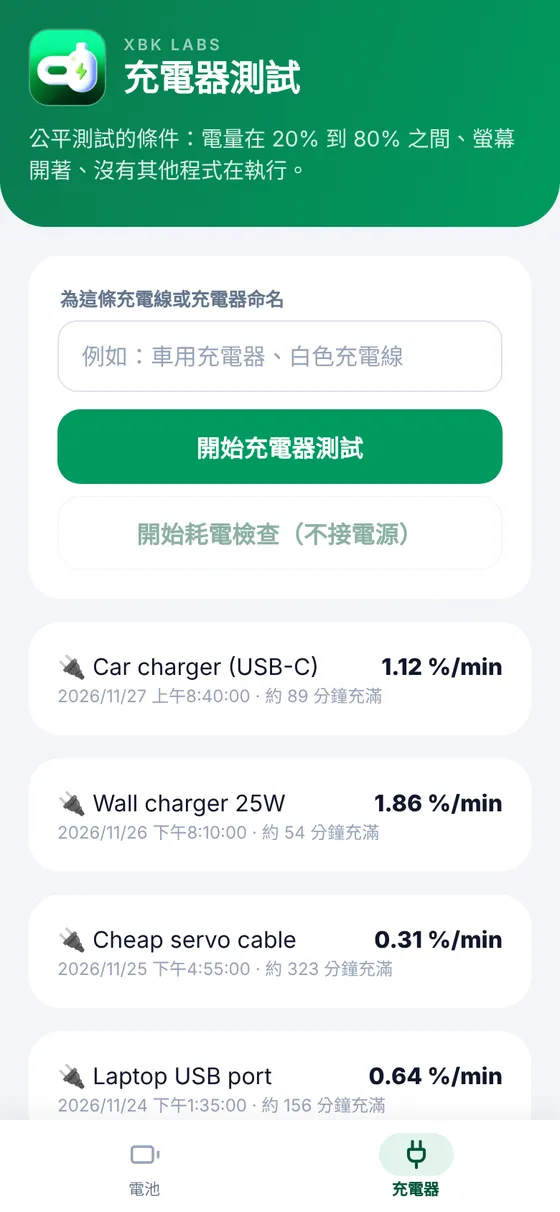 XBK LABS
充電器測試
公平測試的條件：電量在 20% 到 80% 之間、螢幕
開著、沒有其他程式在執行。
為這條充電線或充電器命名
例如：車用充電器、白色充電線
開始充電器測試
開始耗電檢查（不接電源）
Car charger (USB-C) 1.12 %/min
2026/11/27 上午8:40:00 · 約 89 分鐘充滿
Wall charger 25W 1.86 %/min
2026/11/26 下午8:10:00 · 約 54 分鐘充滿
Cheap servo cable 0.31 %/min
2026/11/25 下午4:55:00 · 約 323 分鐘充滿
Laptop USB port 0.64 %/min
2026/11/24 下午1:35:00 · 約 156 分鐘充滿
電池 充電器